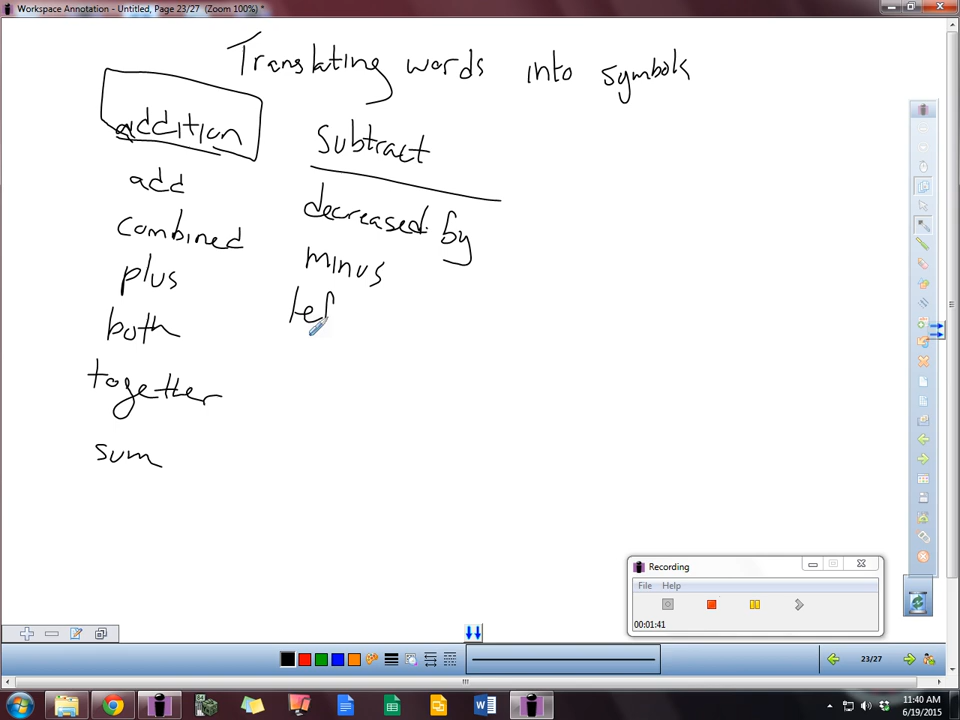 Workspace Annotation - Untitled, Page 23/27 (Zoom 100%) *
Translating words into symbols
addition
add
combined
plus
both
together
sum
Subtract
decreased by
minus
lef
Recording
File Help
00:01:41
23/27
11:40 AM
6/19/2015